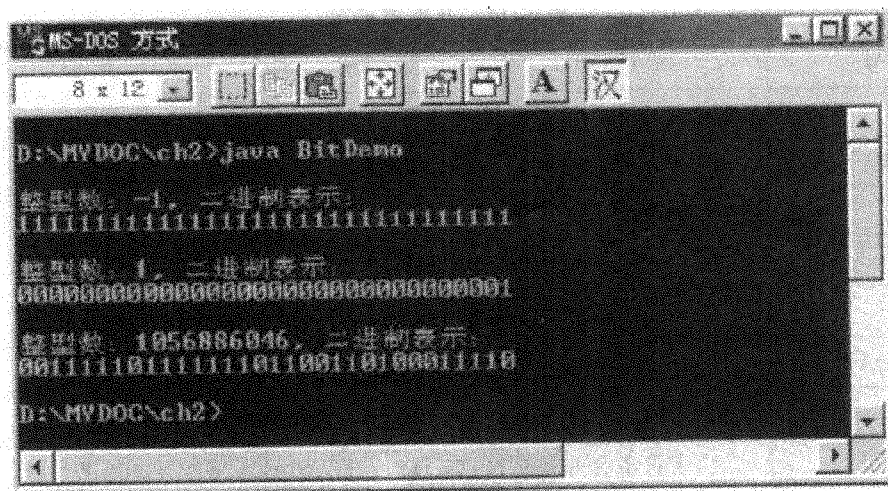 MS-DOS 方式
8 x 12
A 汉
D:\MYDOC\ch2>java BitDemo
整型数: -1, 二进制表示:
11111111111111111111111111111111
整型数: 1, 二进制表示:
00000000000000000000000000000001
整型数: 1056886046, 二进制表示:
00111110111111101100110100011110
D:\MYDOC\ch2>